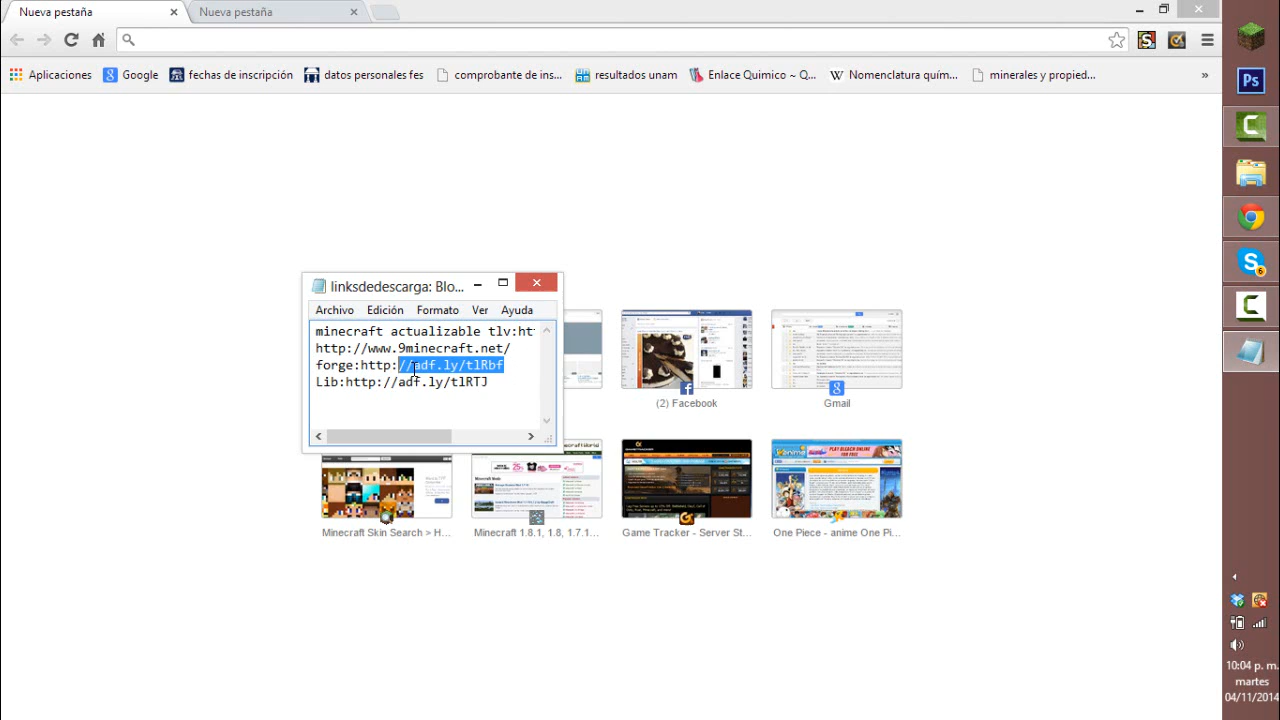 Nueva pestaña
Nueva pestaña
Aplicaciones
Google
fechas de inscripción
datos personales fes
comprobante de ins...
resultados unam
Enlace Quimico ~ Q...
Nomenclatura quím...
minerales y propied...
»
Ps
linksdedescarga: Blo...
Archivo Edición Formato Ver Ayuda
minecraft actualizable tlv:ht
http://www.9minecraft.net/
forge:http://adf.ly/t1Rbf
Lib:http://adf.ly/t1RTJ
(2) Facebook
Gmail
Minecraft Skin Search > H...
Minecraft 1.8.1, 1.8, 1.7.1...
Game Tracker - Server St...
One Piece - anime One Pi...
6
10:04 p. m.
martes
04/11/2014